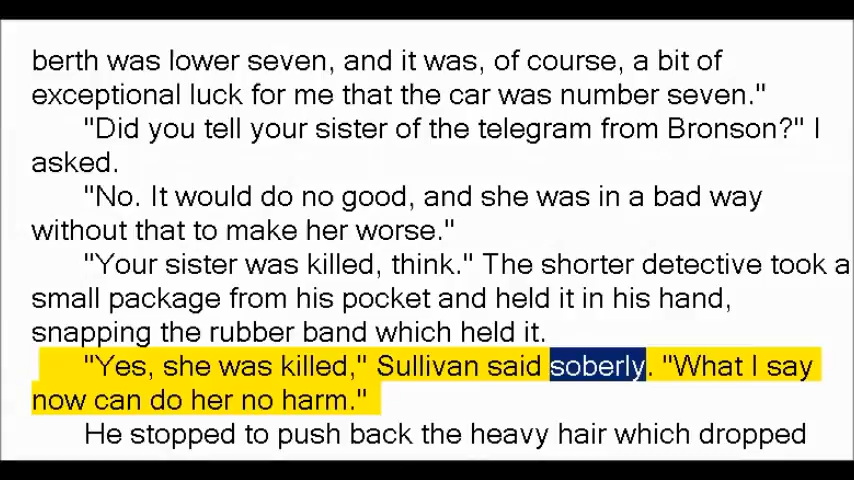 berth was lower seven, and it was, of course, a bit of
exceptional luck for me that the car was number seven."
"Did you tell your sister of the telegram from Bronson?" I
asked.
"No. It would do no good, and she was in a bad way
without that to make her worse."
"Your sister was killed, think." The shorter detective took a
small package from his pocket and held it in his hand,
snapping the rubber band which held it.
"Yes, she was killed," Sullivan said soberly. "What I say
now can do her no harm."
He stopped to push back the heavy hair which dropped